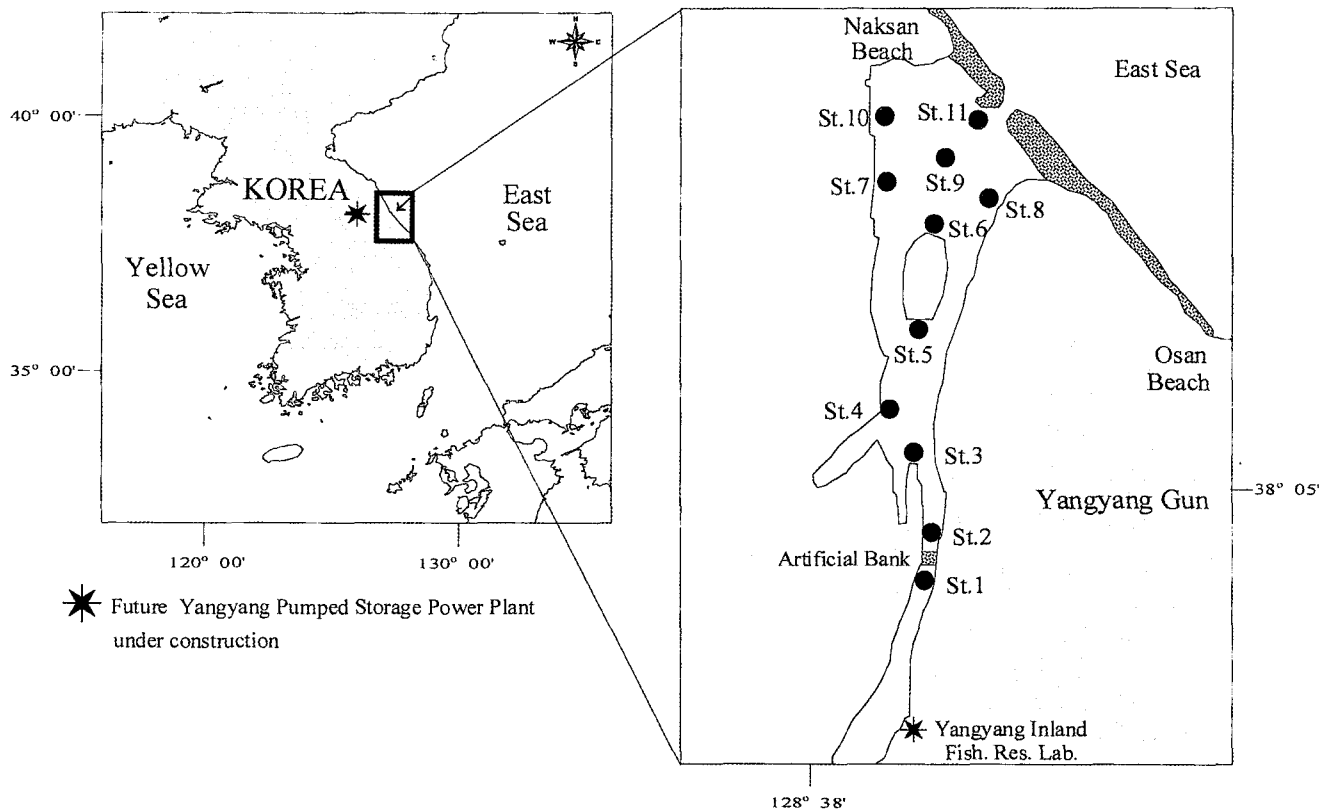 N
W
E
S
40° 00'
35° 00'
KOREA
East
Sea
Yellow
Sea
120° 00'
130° 00'
Future Yangyang Pumped Storage Power Plant
under construction
Naksan
Beach
East Sea
St.10
St.11
St.9
St.7
St.8
St.6
St.5
Osan
Beach
St.4
St.3
38° 05'
Yangyang Gun
St.2
Artificial Bank
St.1
Yangyang Inland
Fish. Res. Lab.
128° 38'